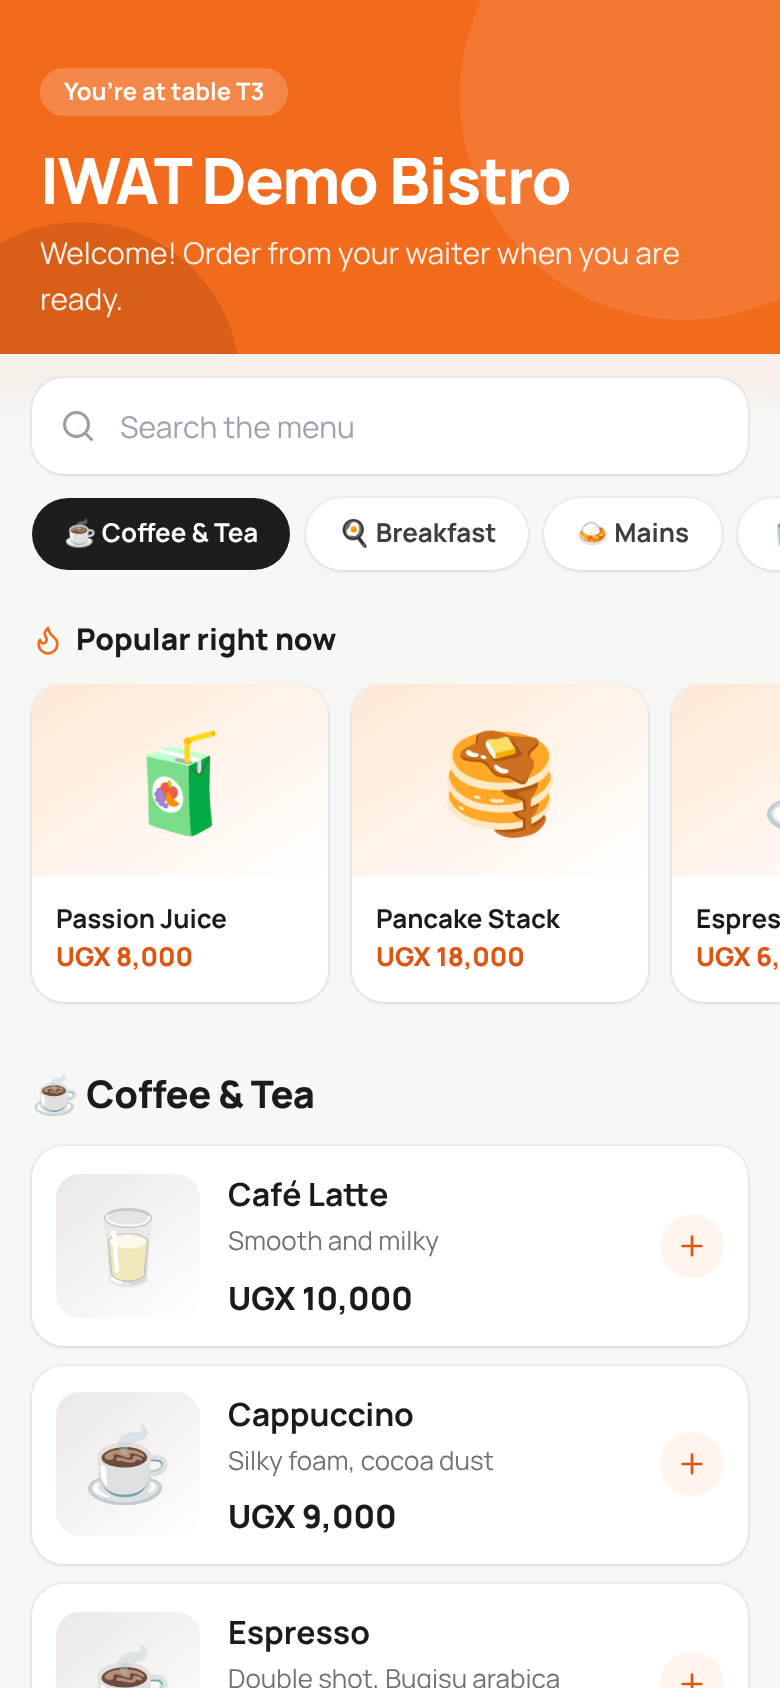 You're at table T3
IWAT Demo Bistro
Welcome! Order from your waiter when you are
ready.
Search the menu
Coffee & Tea
Breakfast
Mains
Popular right now
Passion Juice
UGX 8,000
Pancake Stack
UGX 18,000
Espres
UGX 6,
Coffee & Tea
Café Latte
Smooth and milky
UGX 10,000
Cappuccino
Silky foam, cocoa dust
UGX 9,000
Espresso
Double shot, Bugisu arabica